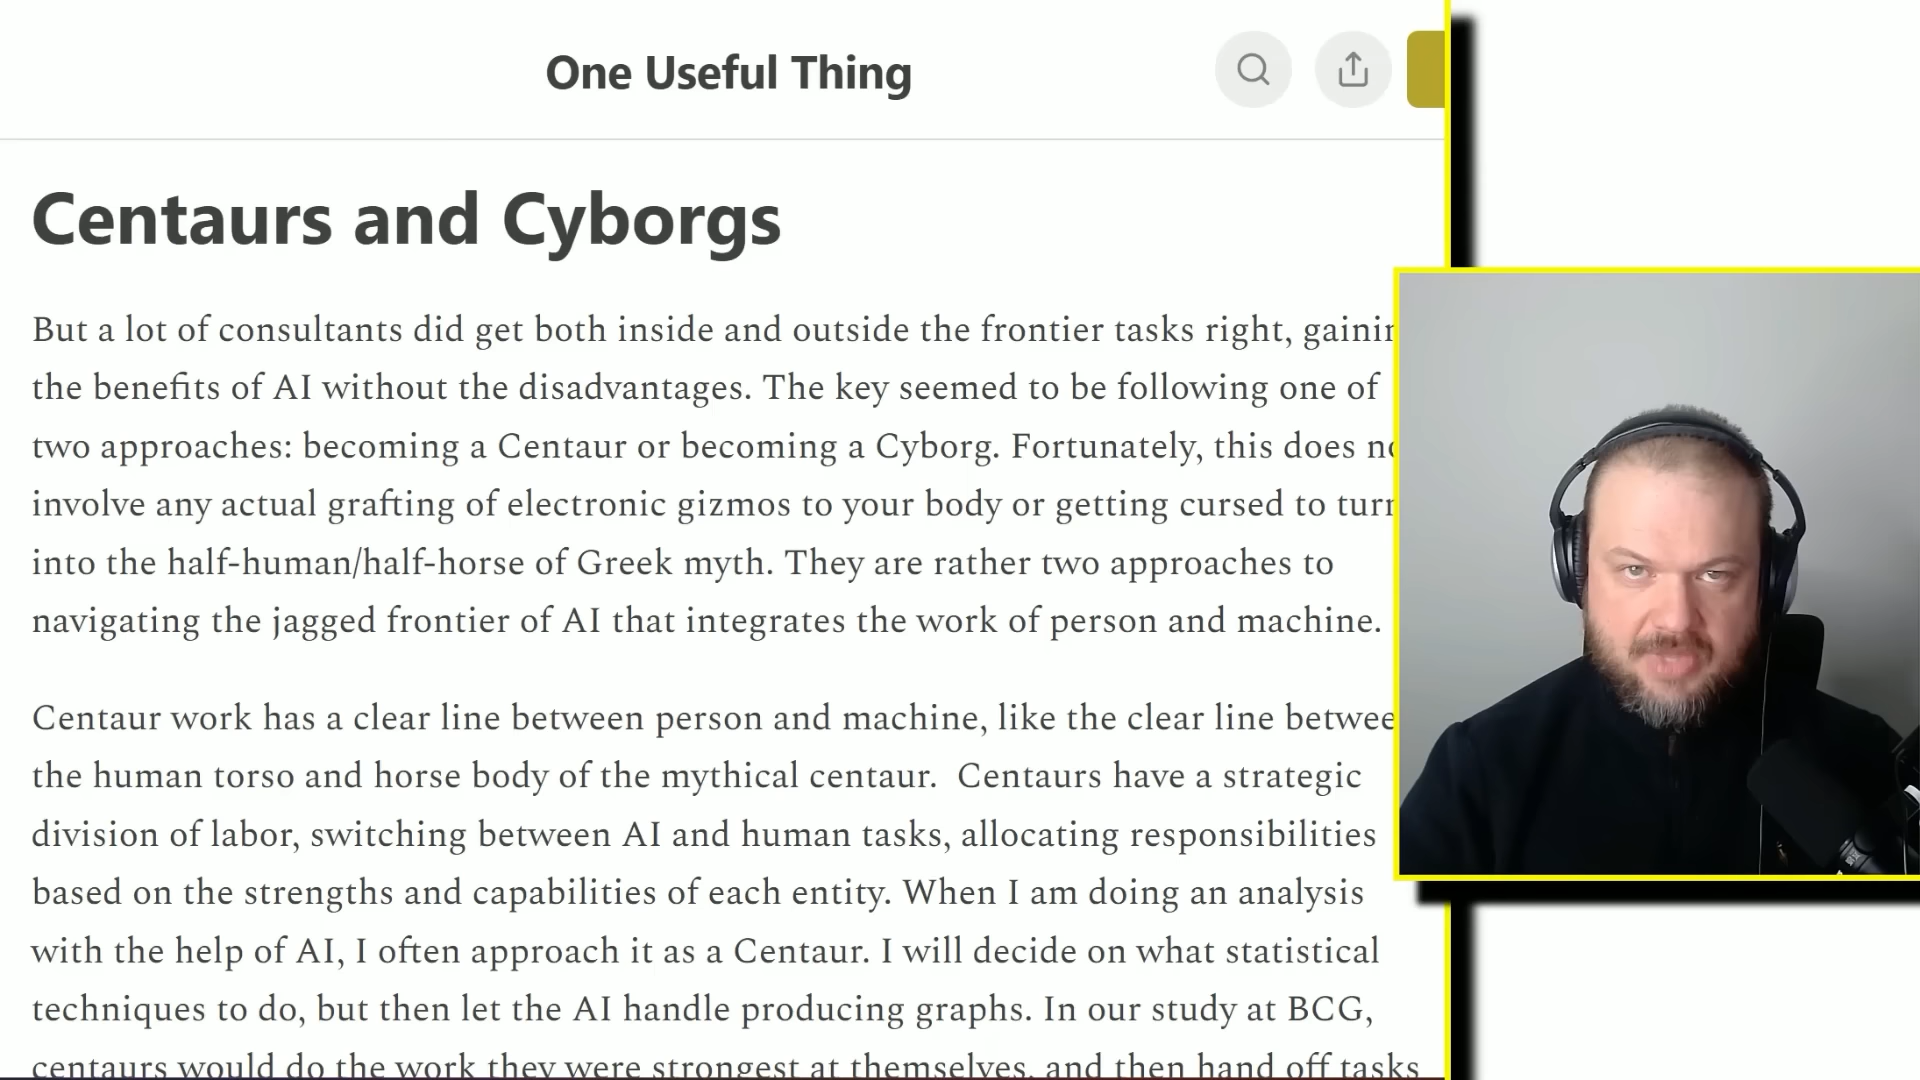 One Useful Thing
Centaurs and Cyborgs
But a lot of consultants did get both inside and outside the frontier tasks right,
the benefits of AI without the disadvantages. The key seemed to be following one of
two approaches: becoming a Centaur or becoming a Cyborg. Fortunately, this does
involve any actual grafting of electronic gizmos to your body or getting cursed to
into the half-human/half-horse of Greek myth. They are rather two approaches to
navigating the jagged frontier of AI that integrates the work of person and machine.
Centaur work has a clear line between person and machine, like the clear line
the human torso and horse body of the mythical centaur. Centaurs have a strategic
division of labor, switching between AI and human tasks, allocating responsibilities
based on the strengths and capabilities of each entity. When I am doing an analysis
with the help of AI, I often approach it as a Centaur. I will decide on what statistical
techniques to do, but then let the AI handle producing graphs. In our study at BCG,
centaurs would do the work they were strongest at themselves, and then hand off tasks